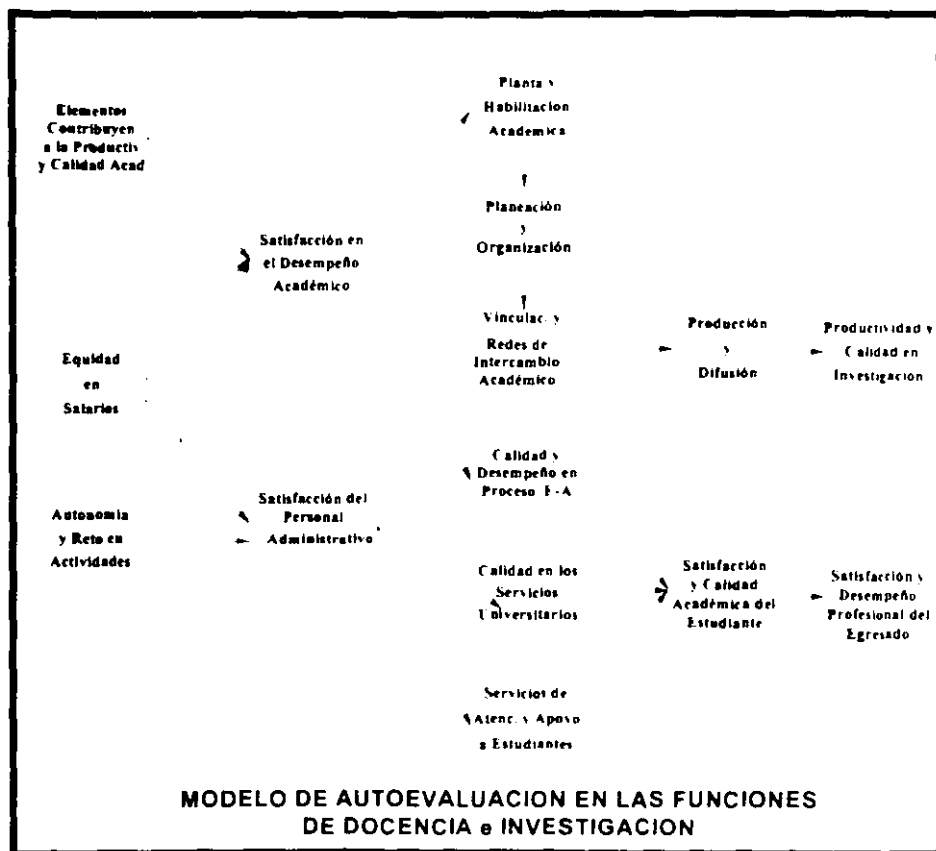 Elementos
Contribuyen
a la Productiv
y Calidad Acad
Planta y
Habilitacion
Academica
Planeación
y
Organización
Satisfacción en
el Desempeño
Académico
Vinculac. y
Redes de
Intercambio
Académico
Producción
y
Difusión
Productividad y
Calidad en
Investigación
Equidad
en
Salarios
Calidad y
Desempeño en
Proceso E-A
Autonomia
y Reto en
Actividades
Satisfacción del
Personal
Administrativo
Calidad en los
Servicios
Universitarios
Satisfacción
y Calidad
Académica del
Estudiante
Satisfacción y
Desempeño
Profesional del
Egresado
Servicios de
Atenc. y Apoyo
a Estudiantes
MODELO DE AUTOEVALUACION EN LAS FUNCIONES
DE DOCENCIA e INVESTIGACION